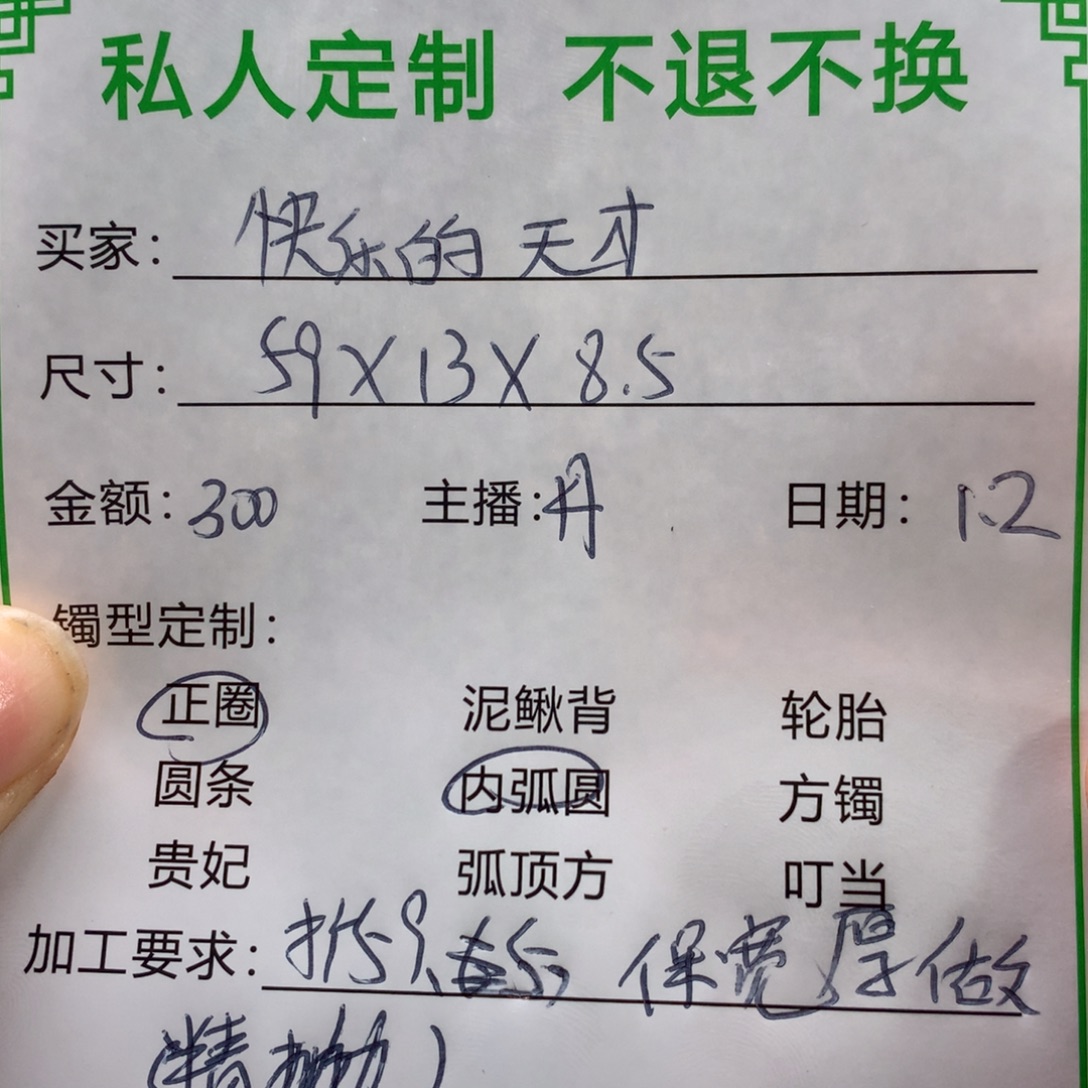 私人定制 不退不换
买家：快乐的天才
尺寸：59X13X8.5
金额：300 主播：丹 日期：1.2
镯型定制：
正圈 泥鳅背 轮胎
圆条 内弧圆 方镯
贵妃 弧顶方 叮当
加工要求： 保宽厚做
（精抛）